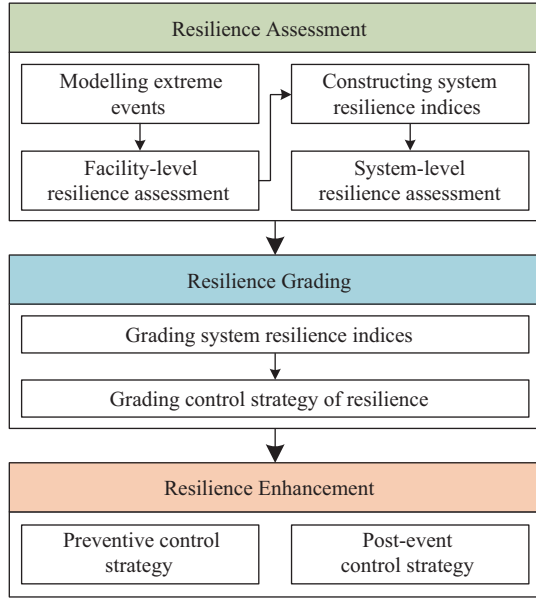 Resilience Assessment
Modelling extreme
events
Facility-level
resilience assessment
Constructing system
resilience indices
System-level
resilience assessment
Resilience Grading
Grading system resilience indices
Grading control strategy of resilience
Resilience Enhancement
Preventive control
strategy
Post-event
control strategy